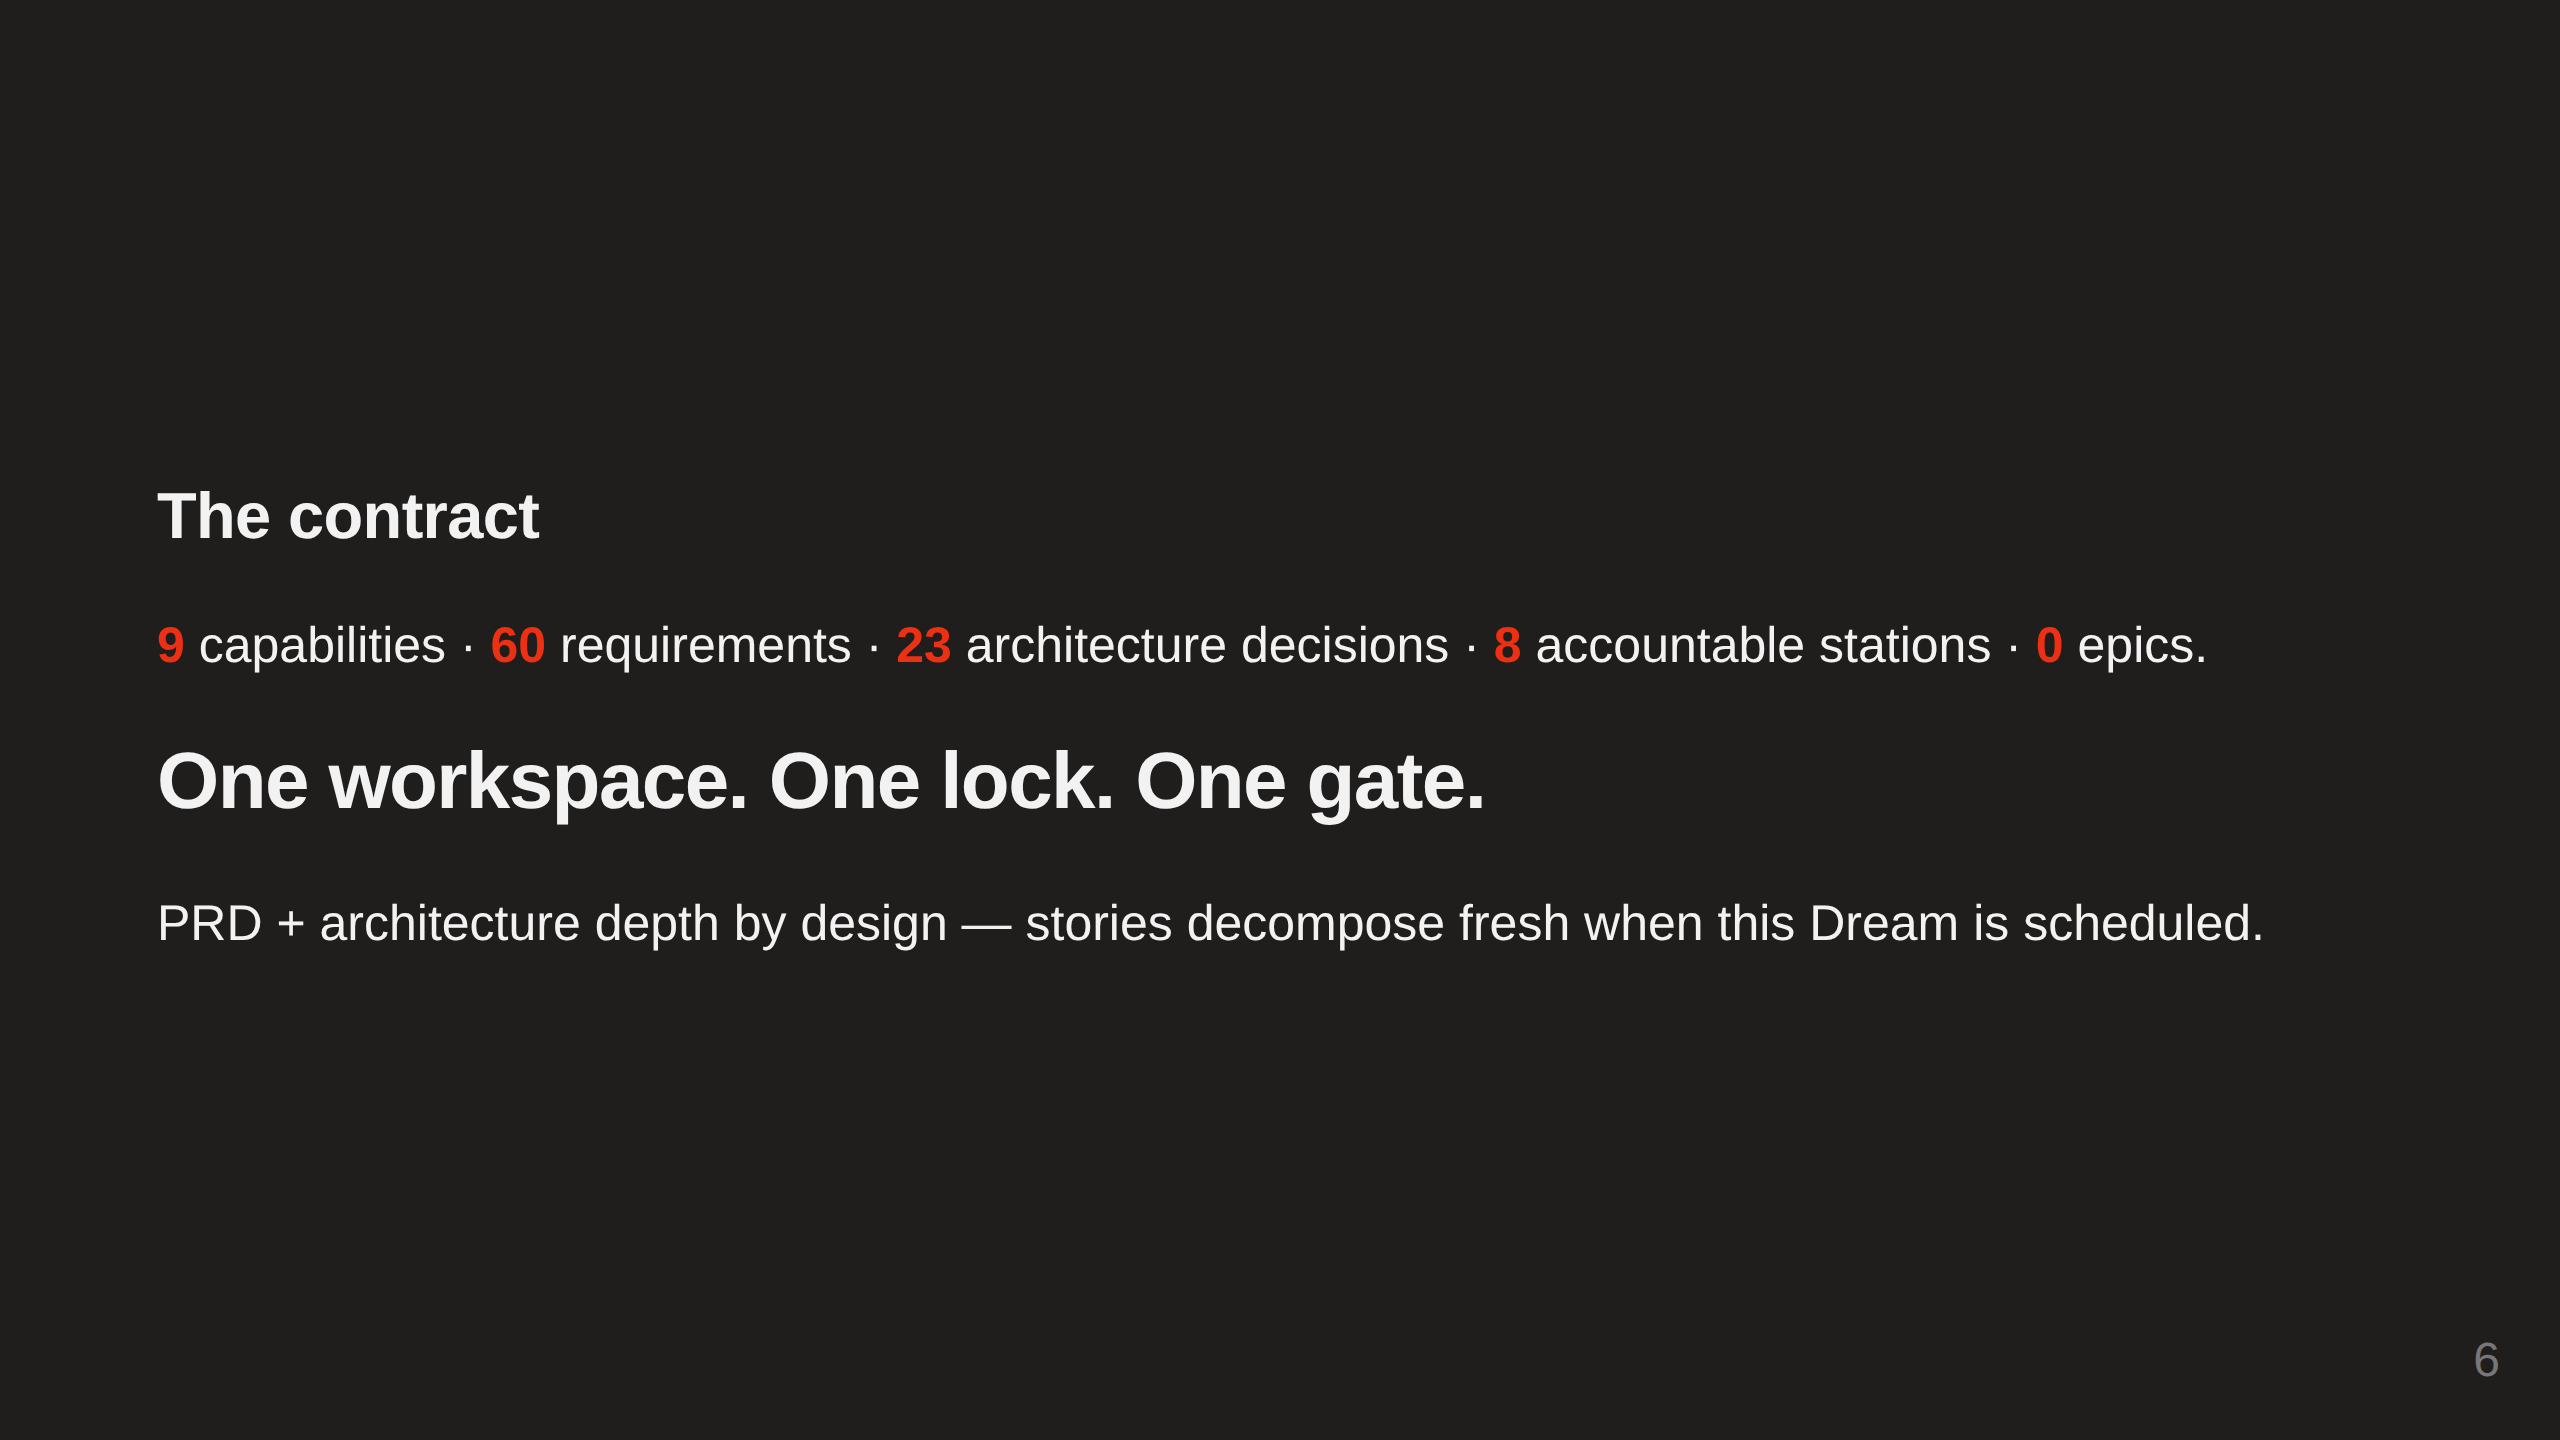 The contract
9 capabilities · 60 requirements · 23 architecture decisions · 8 accountable stations · 0 epics.
One workspace. One lock. One gate.
PRD + architecture depth by design — stories decompose fresh when this Dream is scheduled.
6